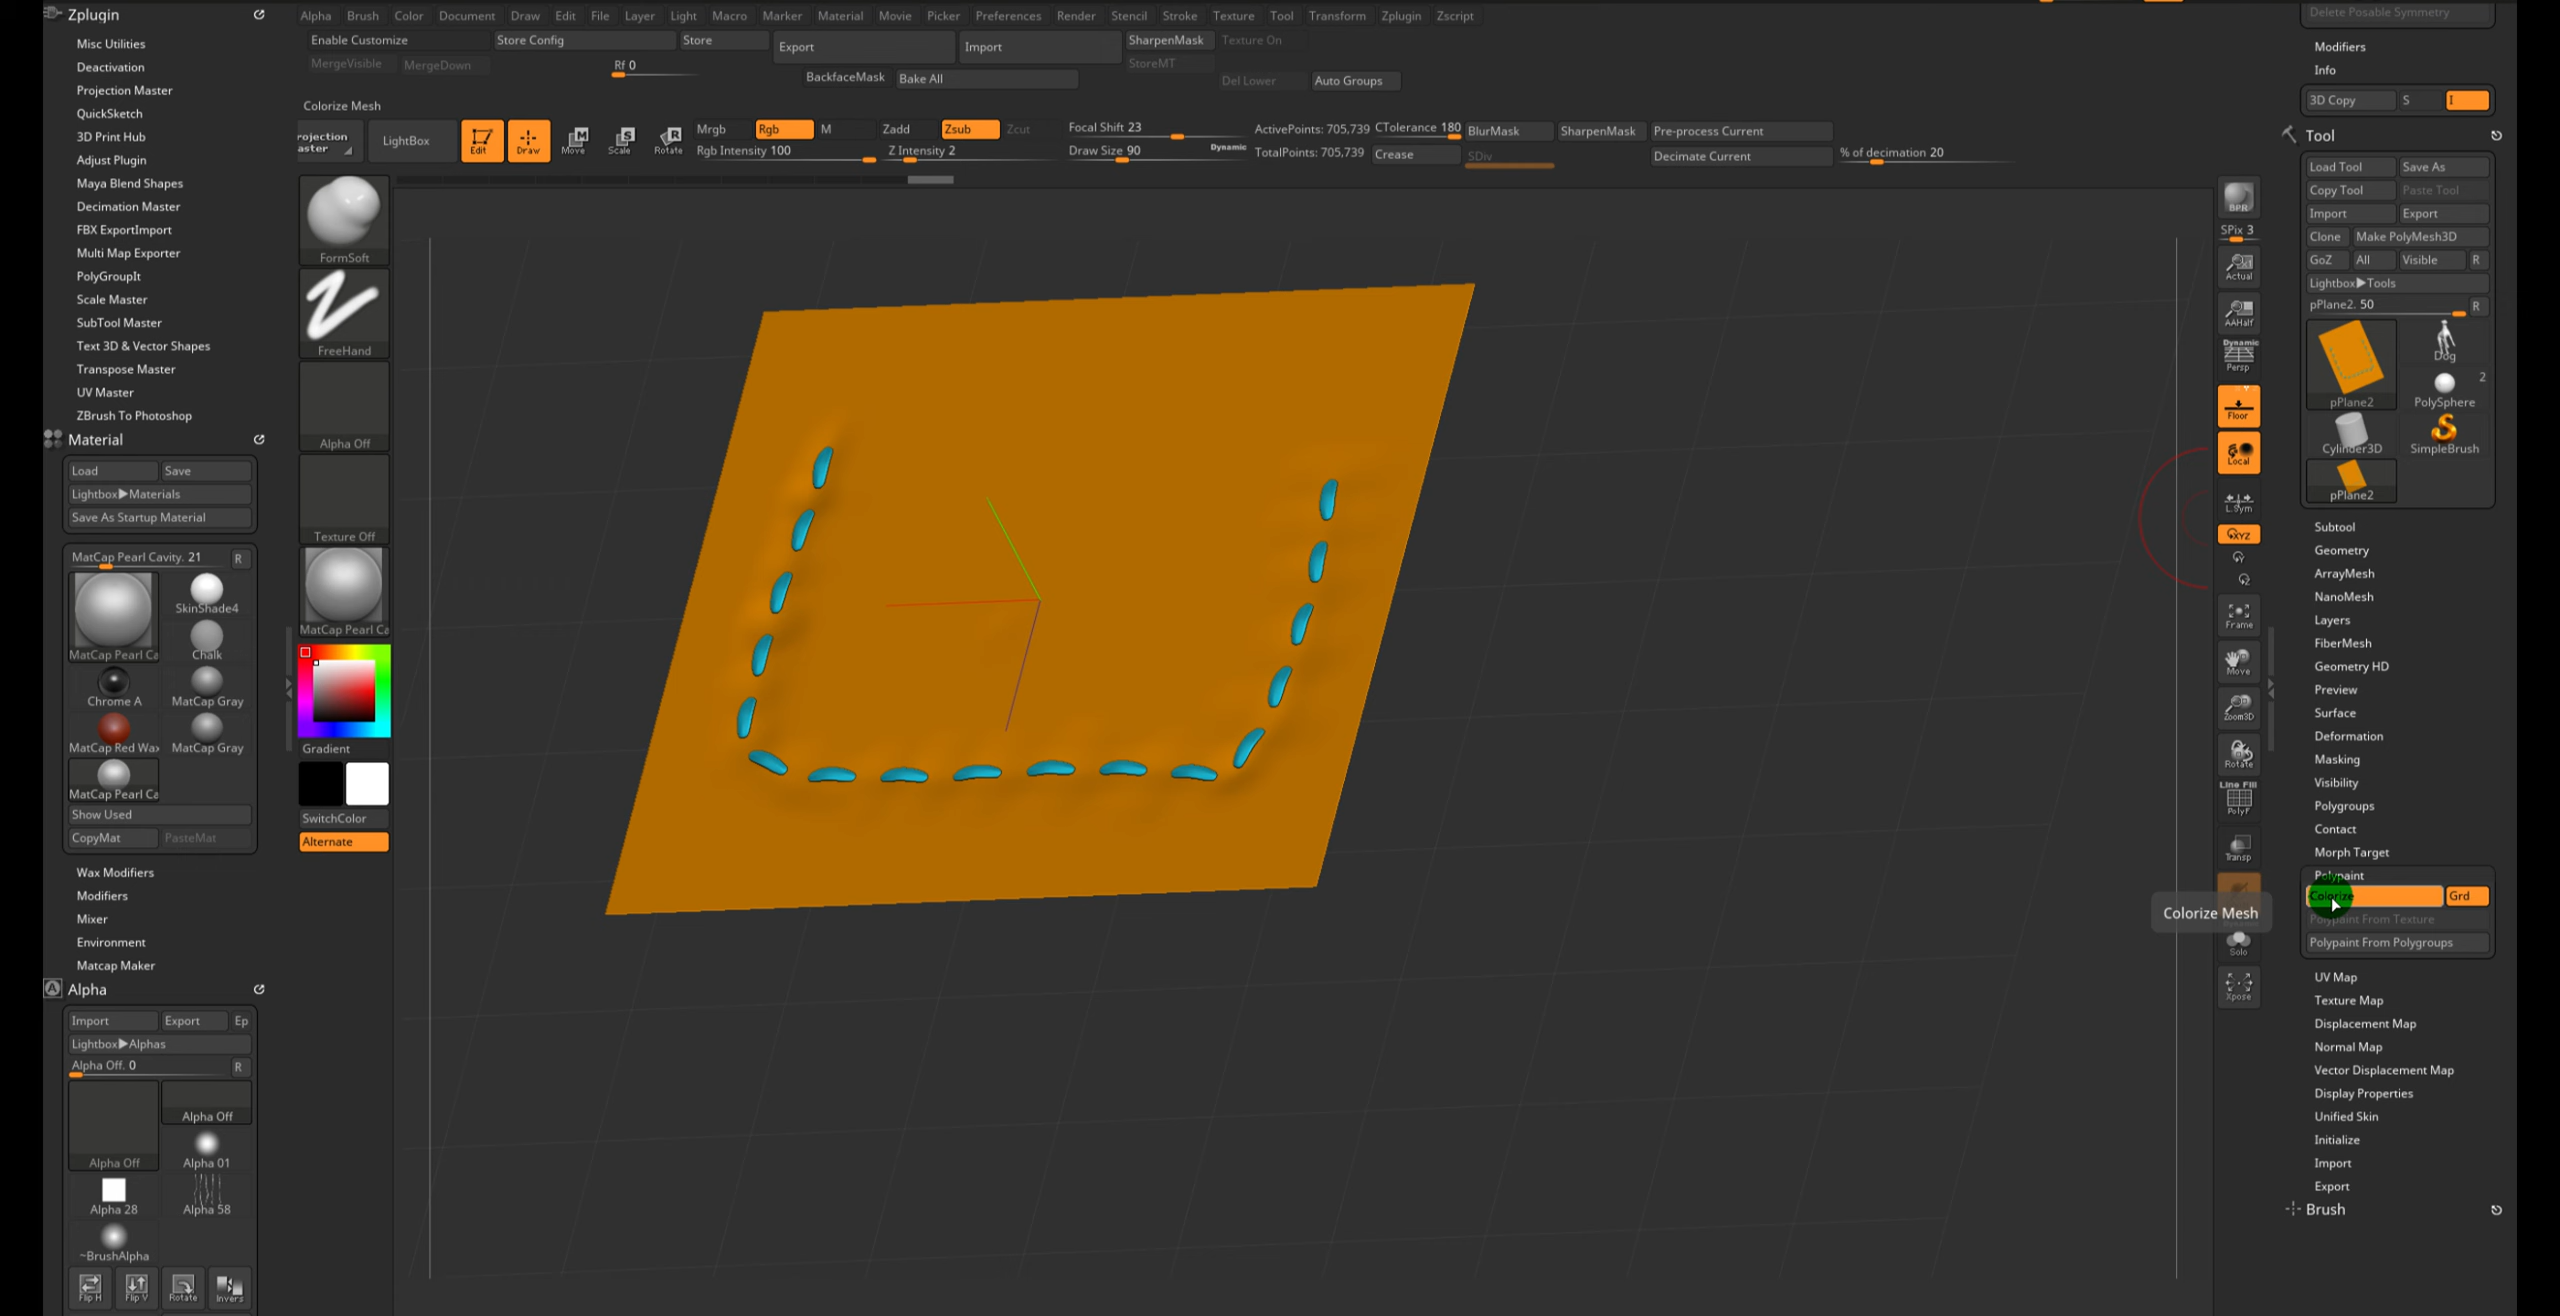 Zplugin
Misc Utilities
Deactivation
Projection Master
QuickSketch
3D Print Hub
Adjust Plugin
Maya Blend Shapes
Decimation Master
FBX ExportImport
Multi Map Exporter
PolyGroupIt
Scale Master
SubTool Master
Text 3D & Vector Shapes
Transpose Master
UV Master
ZBrush To Photoshop
Material
Load Save
Lightbox▶Materials
Save As Startup Material
MatCap Pearl Cavity. 21 R
SkinShade4
MatCap Pearl Ca Chalk
Chrome A MatCap Gray
MatCap Red Wax MatCap Gray
MatCap Pearl Ca
Show Used
CopyMat PasteMat
Wax Modifiers
Modifiers
Mixer
Environment
Matcap Maker
Alpha
Import Export Ep
Lightbox▶Alphas
Alpha Off. 0 R
Alpha Off
Alpha Off Alpha 01
Alpha 28 Alpha 58
~BrushAlpha
Flip H Flip V Rotate Invers
Alpha Brush Color Document Draw Edit File Layer Light Macro Marker Material Movie Picker Preferences Render Stencil Stroke Texture Tool Transform Zplugin Zscript
Enable Customize Store Config Store Export Import SharpenMask Texture On
MergeVisible MergeDown Rf 0 StoreMT
BackfaceMask Bake All Del Lower Auto Groups
Colorize Mesh
rojection
aster LightBox Edit Draw Move Scale Rotate
Mrgb Rgb M Zadd Zsub Zcut Focal Shift 23 ActivePoints: 705,739 CTolerance 180 BlurMask SharpenMask Pre-process Current
Rgb Intensity 100 Z Intensity 2 Draw Size 90 Dynamic TotalPoints: 705,739 Crease SDiv Decimate Current % of decimation 20
FormSoft
FreeHand
Alpha Off
Texture Off
MatCap Pearl Ca
Gradient
SwitchColor
Alternate
BPR
SPix 3
Actual
AAHalf
Dynamic
Persp
Floor
Local
L.Sym
XYZ
Y
Z
Frame
Move
Zoom3D
Rotate
Line Fill
PolyF
Transp
Colorize Mesh
Solo
Xpose
Delete Posable Symmetry
Modifiers
Info
3D Copy S I
Tool
Load Tool Save As
Copy Tool Paste Tool
Import Export
Clone Make PolyMesh3D
GoZ All Visible R
Lightbox▶Tools
pPlane2. 50 R
Dog
2
pPlane2 PolySphere
Cylinder3D SimpleBrush
pPlane2
Subtool
Geometry
ArrayMesh
NanoMesh
Layers
FiberMesh
Geometry HD
Preview
Surface
Deformation
Masking
Visibility
Polygroups
Contact
Morph Target
Polypaint
Colorize Grd
Polypaint From Texture
Polypaint From Polygroups
UV Map
Texture Map
Displacement Map
Normal Map
Vector Displacement Map
Display Properties
Unified Skin
Initialize
Import
Export
Brush